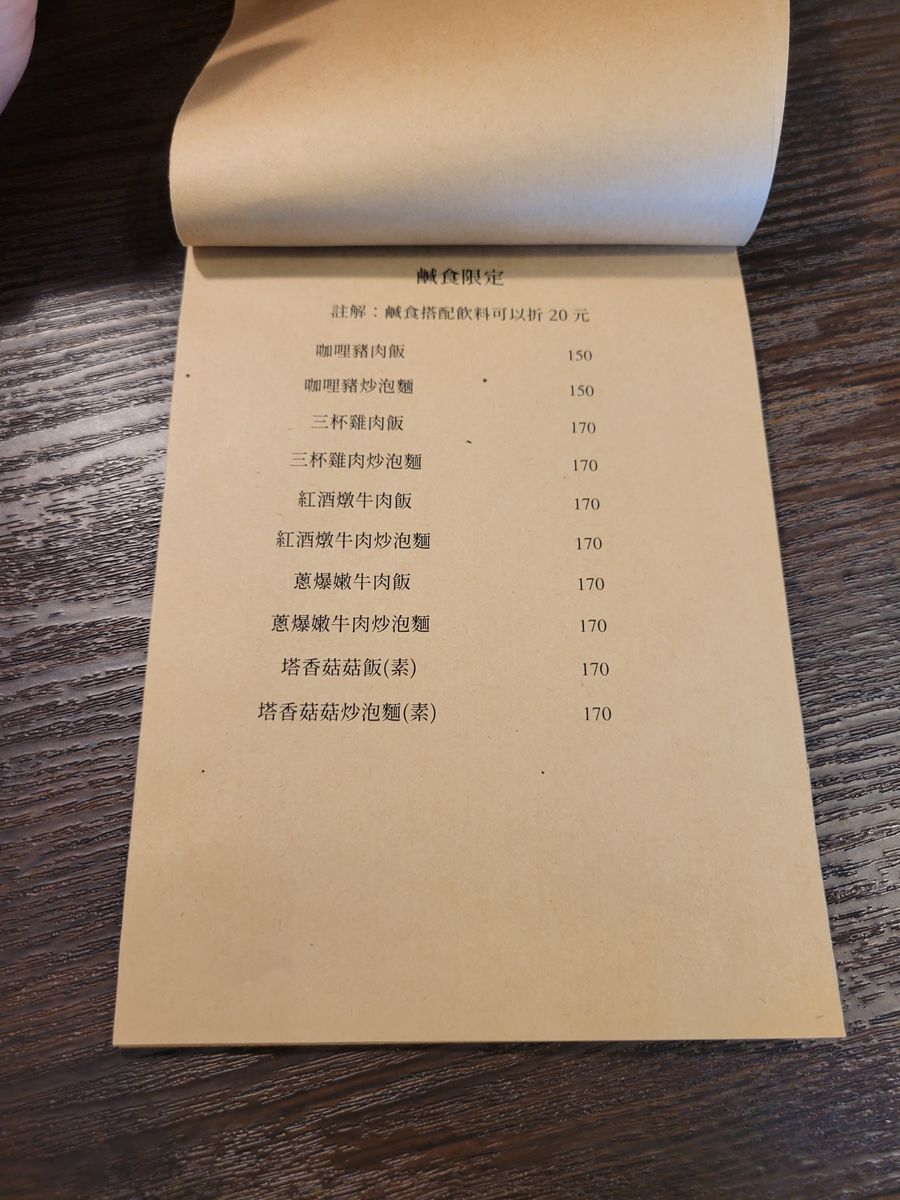 鹹食限定
註解：鹹食搭配飲料可以折 20 元
咖哩豬肉飯 150
咖哩豬炒泡麵 150
三杯雞肉飯 170
三杯雞肉炒泡麵 170
紅酒燉牛肉飯 170
紅酒燉牛肉炒泡麵 170
蔥爆嫩牛肉飯 170
蔥爆嫩牛肉炒泡麵 170
塔香菇菇飯(素) 170
塔香菇菇炒泡麵(素) 170